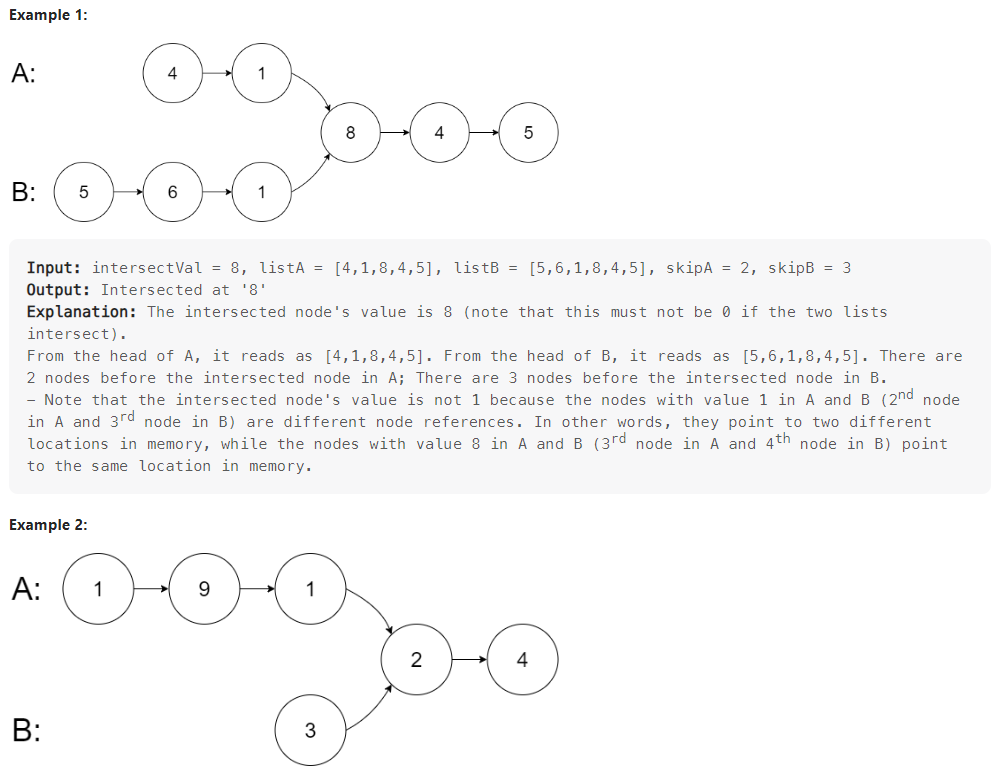 Example 1:
A: 4 1
8 4 5
B: 5 6 1
Input: intersectVal = 8, listA = [4,1,8,4,5], listB = [5,6,1,8,4,5], skipA = 2, skipB = 3
Output: Intersected at '8'
Explanation: The intersected node's value is 8 (note that this must not be 0 if the two lists
intersect).
From the head of A, it reads as [4,1,8,4,5]. From the head of B, it reads as [5,6,1,8,4,5]. There are
2 nodes before the intersected node in A; There are 3 nodes before the intersected node in B.
- Note that the intersected node's value is not 1 because the nodes with value 1 in A and B (2nd node
in A and 3rd node in B) are different node references. In other words, they point to two different
locations in memory, while the nodes with value 8 in A and B (3rd node in A and 4th node in B) point
to the same location in memory.
Example 2:
A: 1 9 1
2 4
B: 3